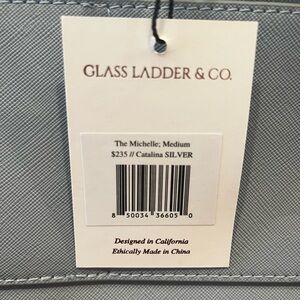 GLASS LADDER & CO.
The Michelle; Medium
$235 // Catalina SILVER
8 50034 36605 0
Designed in California
Ethically Made in China